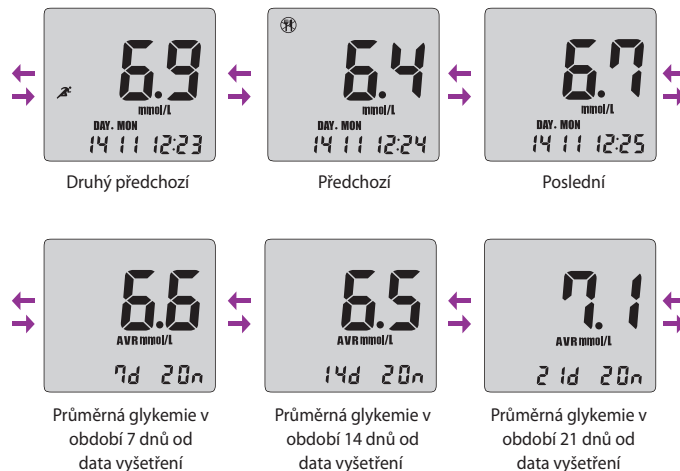 6.9 6.4 6.7
mmol/L mmol/L mmol/L
DAY. MON DAY. MON DAY. MON
14 11 12:23 14 11 12:24 14 11 12:25
Druhý předchozí Předchozí Poslední
6.6 6.5 7.1
AVR mmol/L AVR mmol/L AVR mmol/L
7d 20n 14d 20n 21d 20n
Průměrná glykemie v Průměrná glykemie v Průměrná glykemie v
období 7 dnů od období 14 dnů od období 21 dnů od
data vyšetření data vyšetření data vyšetření